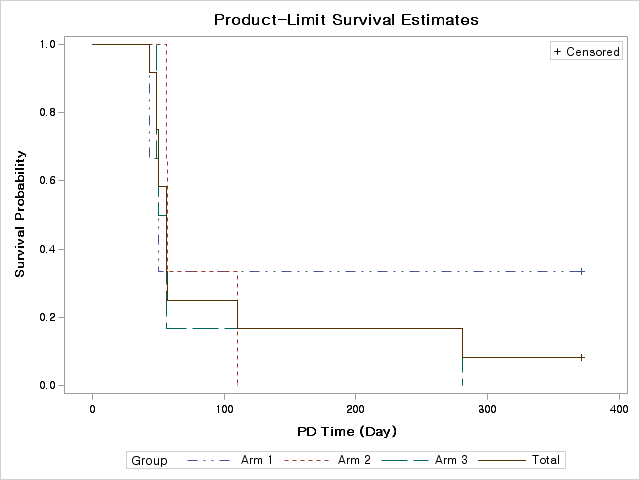 Product-Limit Survival Estimates
+ Censored
1.0
0.8
0.6
0.4
0.2
0.0
Survival Probability
0 100 200 300 400
PD Time (Day)
Group Arm 1 Arm 2 Arm 3 Total